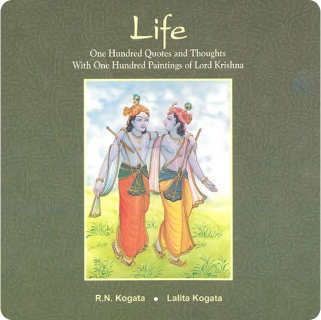 Life
One Hundred Quotes and Thoughts
With One Hundred Paintings of Lord Krishna
R.N. Kogata • Lalita Kogata